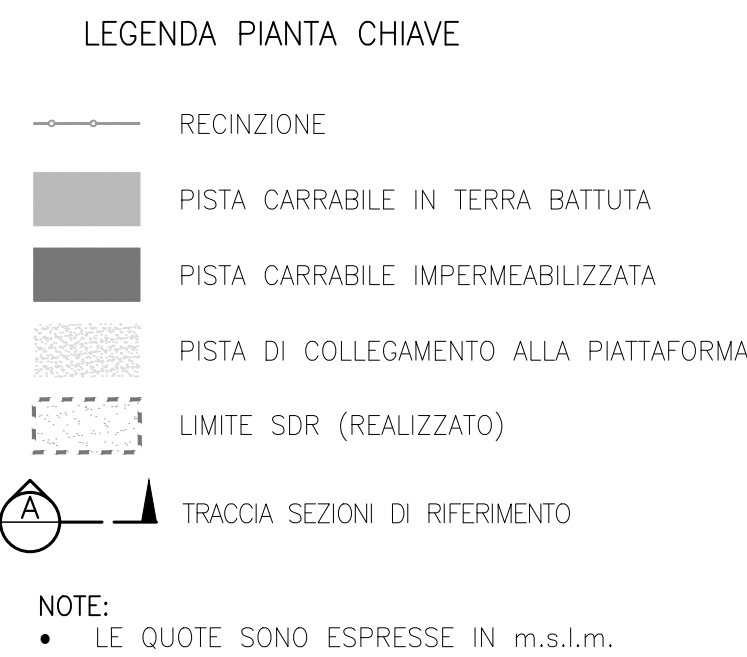 LEGENDA PIANTA CHIAVE
RECINZIONE
PISTA CARRABILE IN TERRA BATTUTA
PISTA CARRABILE IMPERMEABILIZZATA
PISTA DI COLLEGAMENTO ALLA PIATTAFORMA
LIMITE SDR (REALIZZATO)
A
TRACCIA SEZIONI DI RIFERIMENTO
NOTE:
• LE QUOTE SONO ESPRESSE IN m.s.l.m.